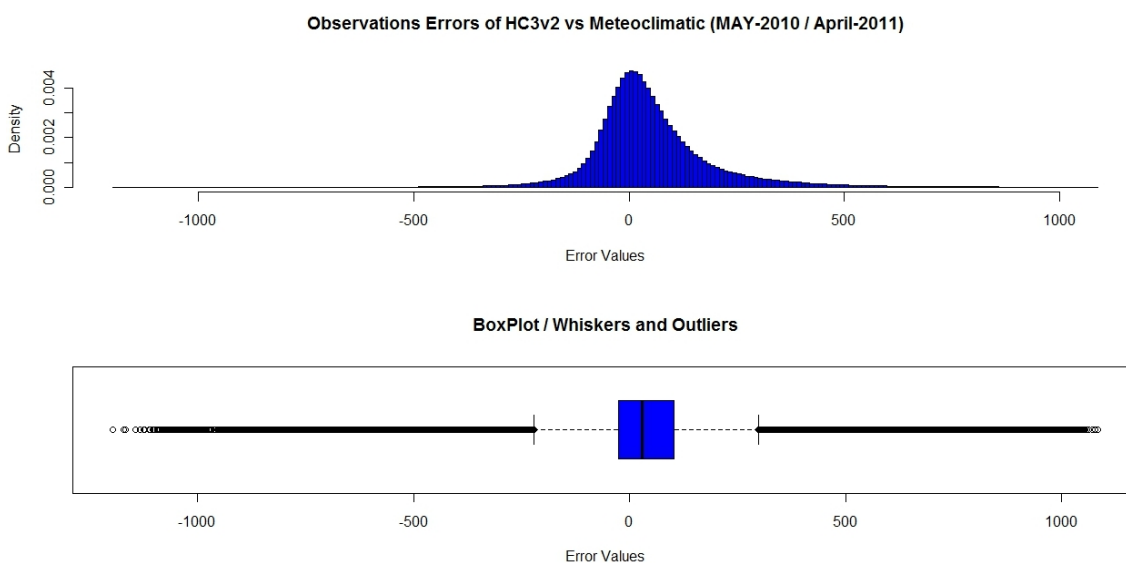 Observations Errors of HC3v2 vs Meteoclimatic (MAY-2010 / April-2011)
Density
0.004
0.002
0.000
-1000 -500 0 500 1000
Error Values
BoxPlot / Whiskers and Outliers
-1000 -500 0 500 1000
Error Values